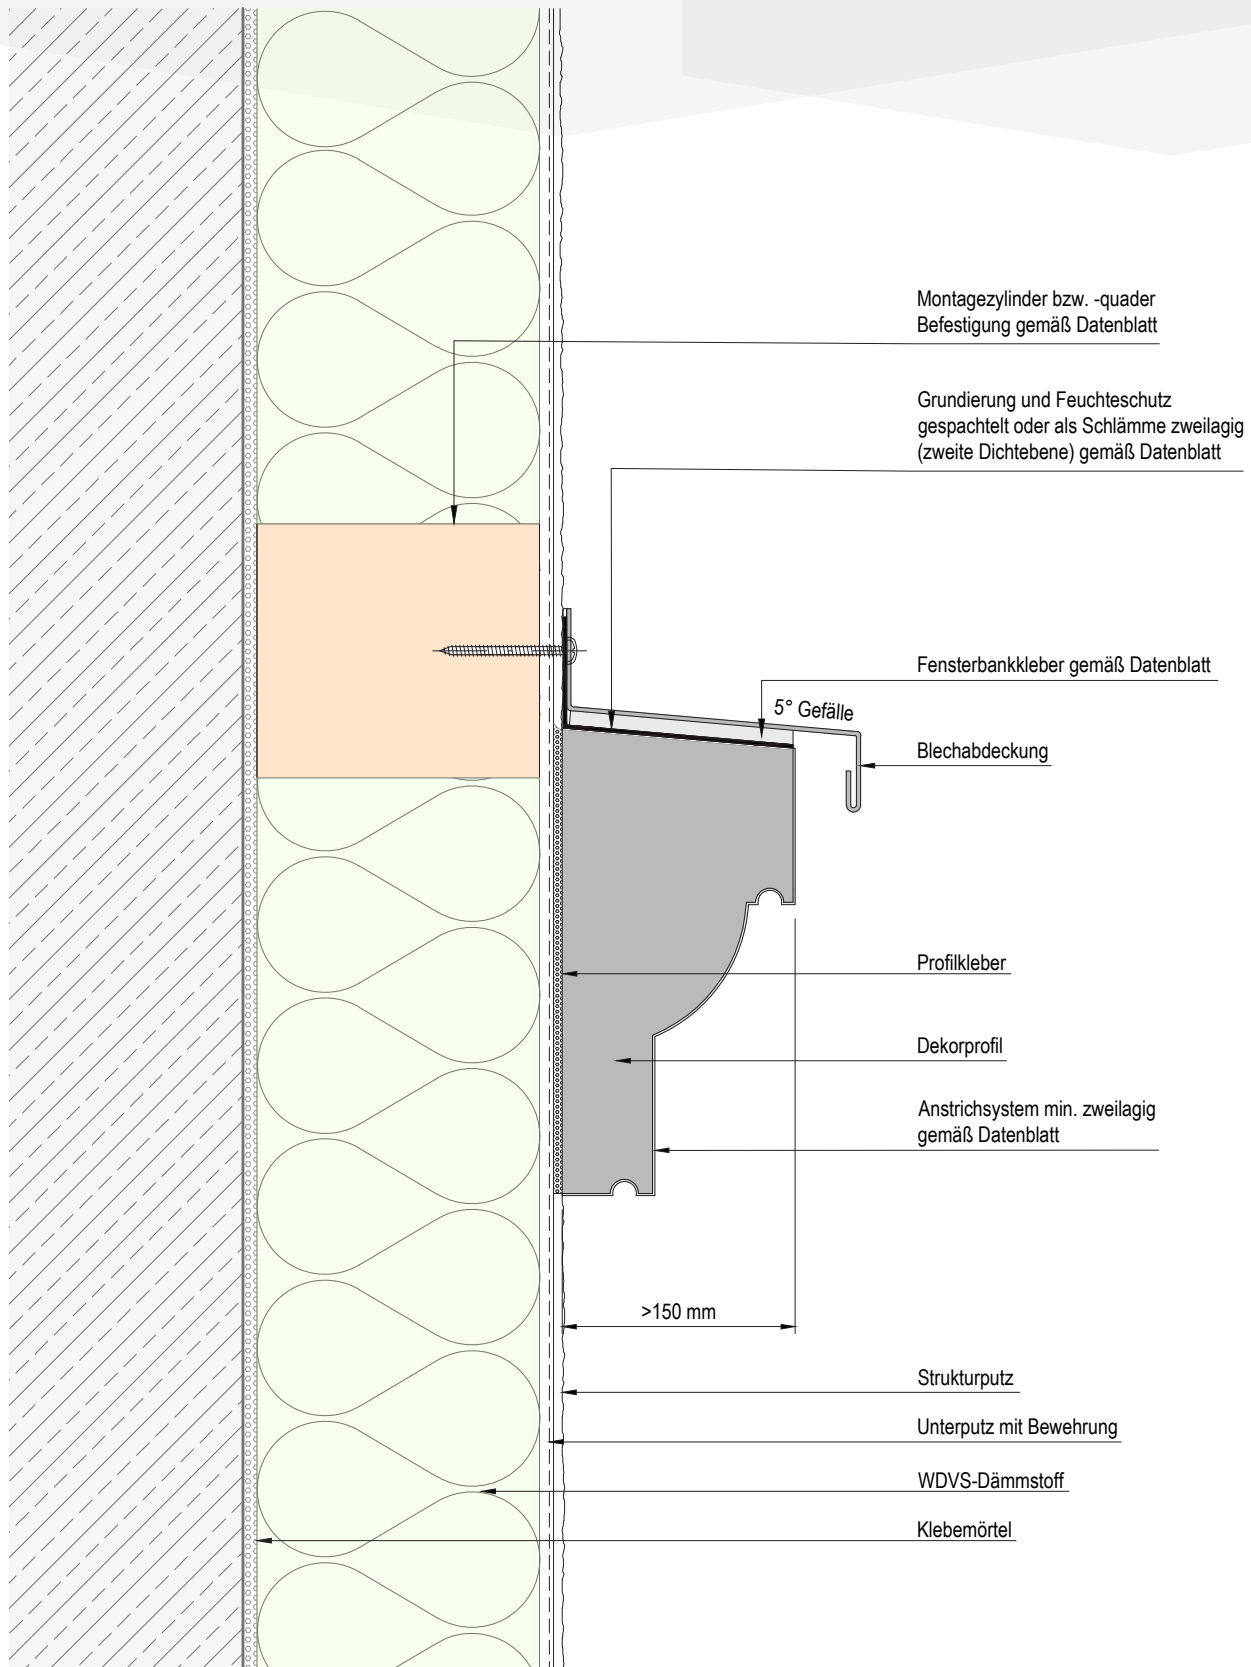 Montagezylinder bzw. -quader
Befestigung gemäß Datenblatt
Grundierung und Feuchteschutz
gespachtelt oder als Schlämme zweilagig
(zweite Dichtebene) gemäß Datenblatt
Fensterbankkleber gemäß Datenblatt
5° Gefälle
Blechabdeckung
Profilkleber
Dekorprofil
Anstrichsystem min. zweilagig
gemäß Datenblatt
>150 mm
Strukturputz
Unterputz mit Bewehrung
WDVS-Dämmstoff
Klebemörtel